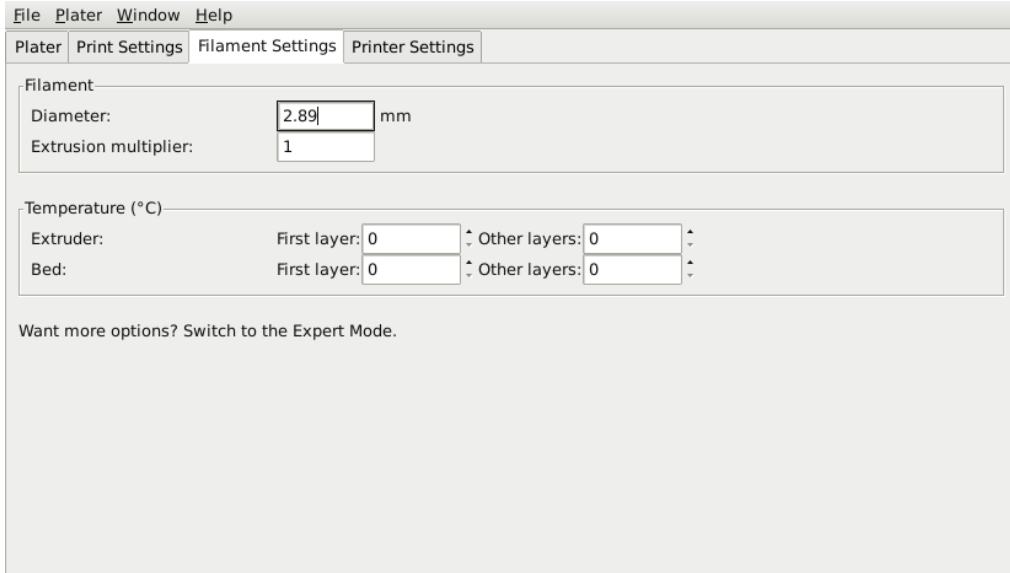 File Plater Window Help
Plater Print Settings Filament Settings Printer Settings
Filament
Diameter: 2.89 mm
Extrusion multiplier: 1
Temperature (°C)
Extruder: First layer: 0 Other layers: 0
Bed: First layer: 0 Other layers: 0
Want more options? Switch to the Expert Mode.